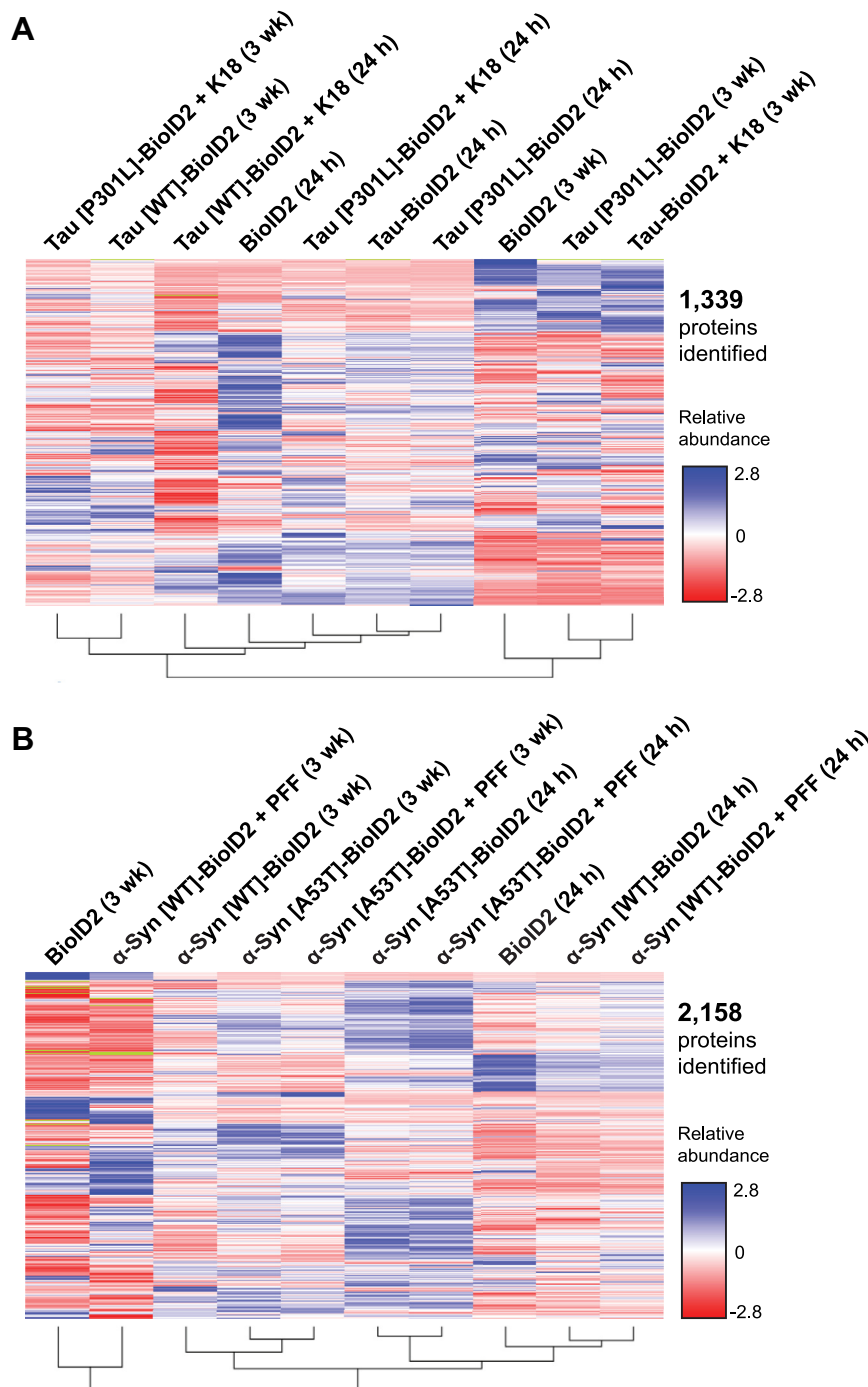 A
Tau [P301L]-BioID2 + K18 (3 wk)
Tau [WT]-BioID2 (3 wk)
Tau [WT]-BioID2 + K18 (24 h)
BioID2 (24 h)
Tau [P301L]-BioID2 + K18 (24 h)
Tau-BioID2 (24 h)
Tau [P301L]-BioID2 (24 h)
BioID2 (3 wk)
Tau [P301L]-BioID2 (3 wk)
Tau-BioID2 + K18 (3 wk)
1,339
proteins
identified
Relative
abundance
2.8
0
-2.8
B
BioID2 (3 wk)
α-Syn [WT]-BioID2 + PFF (3 wk)
α-Syn [WT]-BioID2 (3 wk)
α-Syn [A53T]-BioID2 (3 wk)
α-Syn [A53T]-BioID2 + PFF (3 wk)
α-Syn [A53T]-BioID2 (24 h)
α-Syn [A53T]-BioID2 + PFF (24 h)
BioID2 (24 h)
α-Syn [WT]-BioID2 (24 h)
α-Syn [WT]-BioID2 + PFF (24 h)
2,158
proteins
identified
Relative
abundance
2.8
0
-2.8